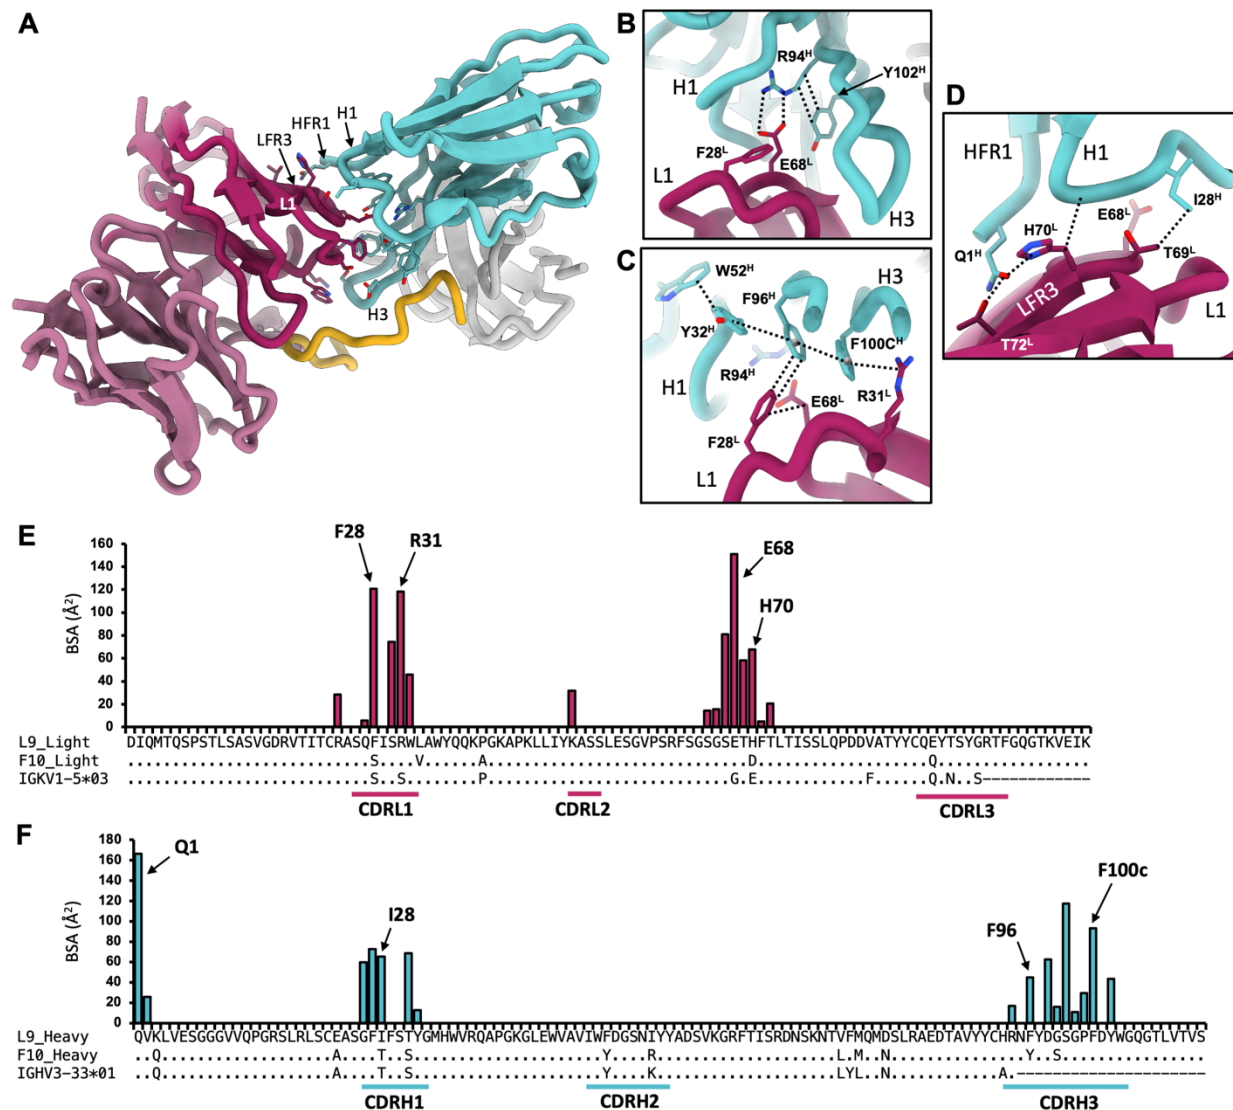 A
HFR1
H1
LFR3
L1
H3
B
R94ᴴ
Y102ᴴ
H1
F28ᴸ
E68ᴸ
L1
H3
C
W52ᴴ
H3
F96ᴴ
Y32ᴴ
F100Cᴴ
H1
R94ᴴ
R31ᴸ
E68ᴸ
F28ᴸ
L1
D
HFR1
H1
I28ᴴ
E68ᴸ
H70ᴸ
Q1ᴴ
T69ᴸ
LFR3
L1
T72ᴸ
E
F28
R31
E68
H70
BSA (Å²)
160
140
120
100
80
60
40
20
0
L9_Light DIQMTQSPSTLSASVGDRVTITCRASQFISRWLAWYQQKPGKAPKLLIYKASSLESGVPSRFSGSGSETHFTLTISSLQPDDVATYYCQEYTSYGRTFGQGTKVEIK
F10_Light ...........................S....V......A.............................D...................Q.................
IGKV1-5*03 ...........................S..S........P...........................G.E............F......Q.N..S------------
CDRL1
CDRL2
CDRL3
F
Q1
I28
F96
F100c
BSA (Å²)
180
160
140
120
100
80
60
40
20
0
L9_Heavy QVKLVESGGGVVQPGRSLRLSCEASGFIFSTYGMHWVRQAPGKGLEWVAVIWFDGSNIYYADSVKGRFTISRDNSKNTVFMQMDSLRAEDTAVYYCHRNFYDGSGPFDYWGQGTLVTVS
F10_Heavy ..Q...................A....T..S.....................Y....R....................L.M..N...............Y..S................
IGHV3-33*01 ..Q...................A....T..S.....................Y....K....................LYL..N............A.---------------------
CDRH1
CDRH2
CDRH3